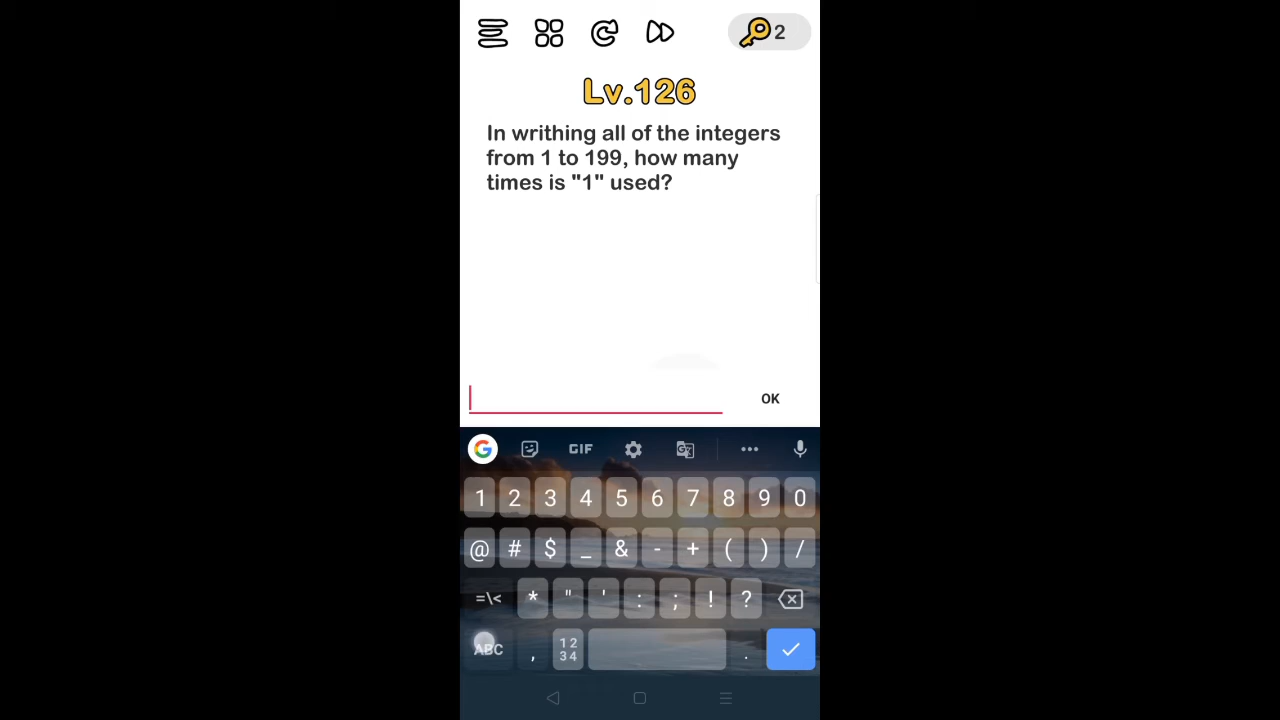 2
Lv.126
In writhing all of the integers
from 1 to 199, how many
times is "1" used?
OK
G GIF ...
1 2 3 4 5 6 7 8 9 0
@ # $ _ & - + ( ) /
=\< * " ' : ; ! ?
ABC , 12 .
34